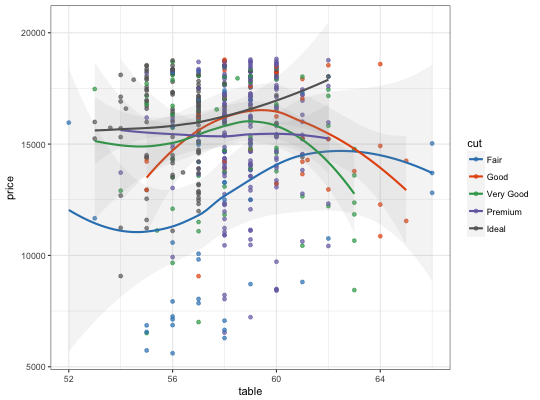 20000
15000
10000
5000
52
56
60
64
table
price
cut
Fair
Good
Very Good
Premium
Ideal